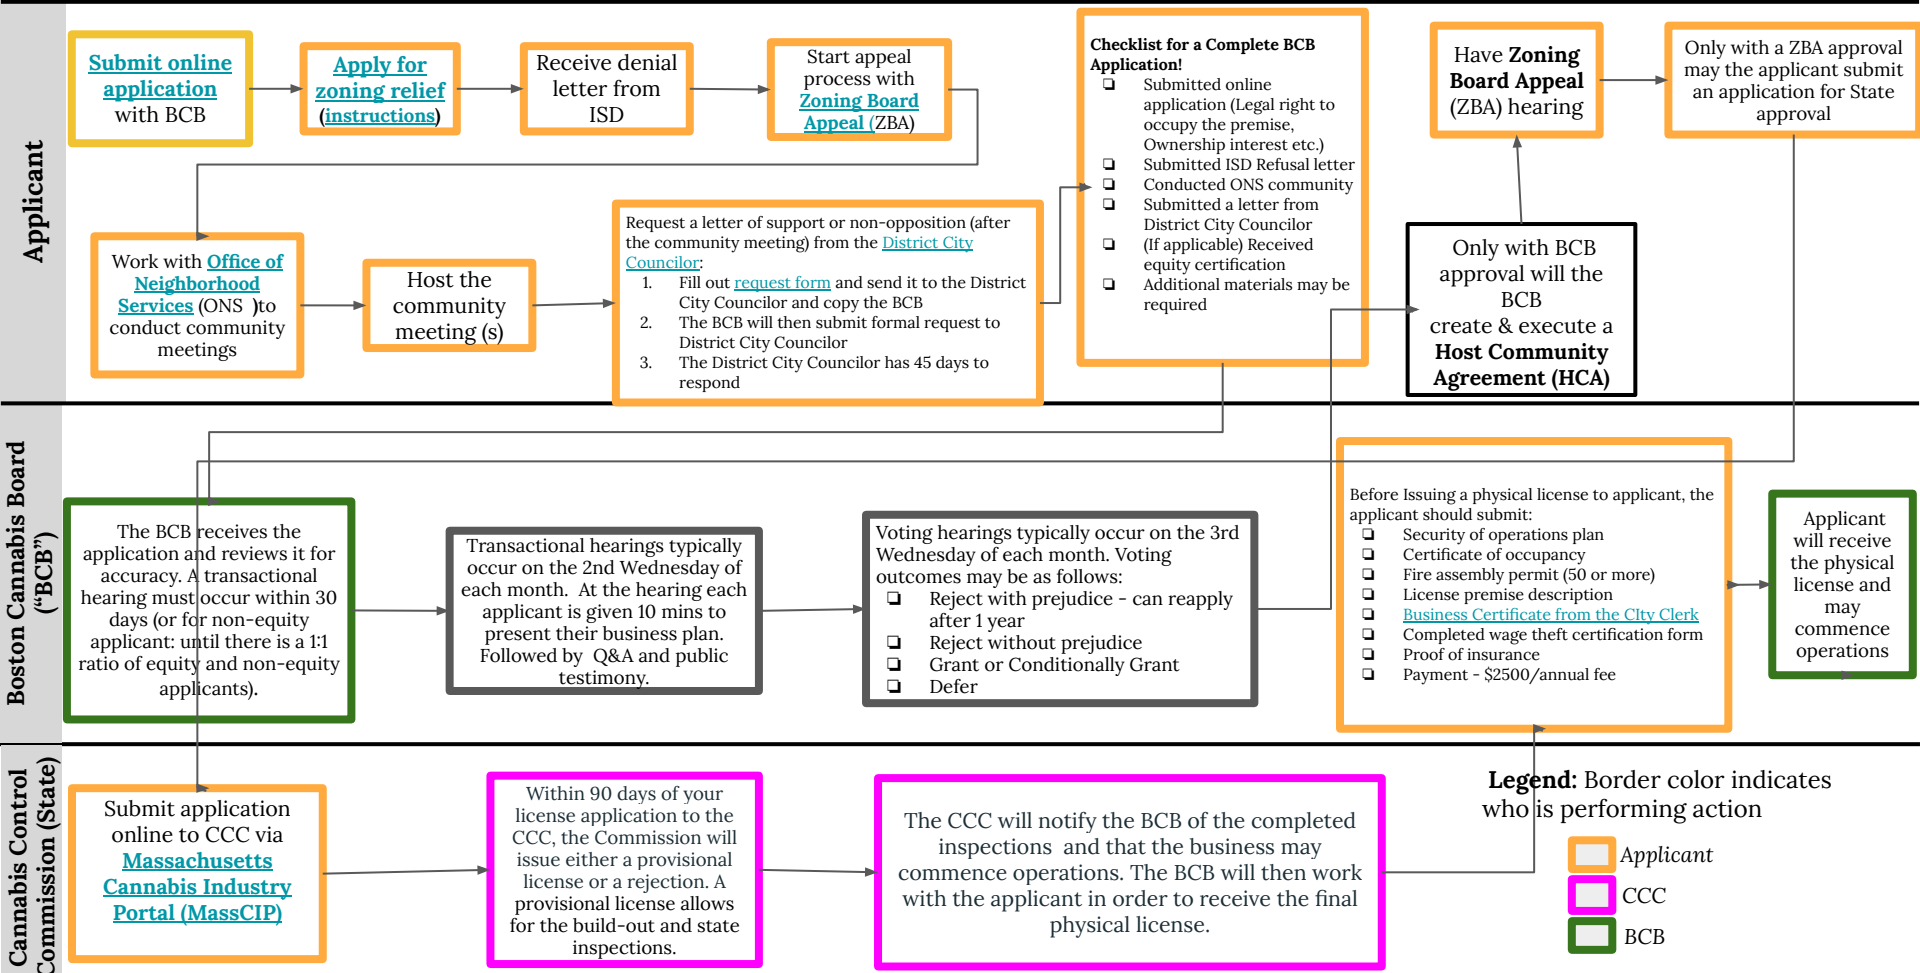 Applicant
Submit online
application
with BCB
Apply for
zoning relief
(instructions)
Receive denial
letter from
ISD
Start appeal
process with
Zoning Board
Appeal (ZBA)
Work with Office of
Neighborhood
Services (ONS )to
conduct community
meetings
Host the
community
meeting (s)
Request a letter of support or non-opposition (after
the community meeting) from the District City
Councilor:
1. Fill out request form and send it to the District
City Councilor and copy the BCB
2. The BCB will then submit formal request to
District City Councilor
3. The District City Councilor has 45 days to
respond
Checklist for a Complete BCB
Application!
❏ Submitted online
application (Legal right to
occupy the premise,
Ownership interest etc.)
❏ Submitted ISD Refusal letter
❏ Conducted ONS community
❏ Submitted a letter from
District City Councilor
❏ (If applicable) Received
equity certification
❏ Additional materials may be
required
Only with BCB
approval will the
BCB
create & execute a
Host Community
Agreement (HCA)
Have Zoning
Board Appeal
(ZBA) hearing
Only with a ZBA approval
may the applicant submit
an application for State
approval
Boston Cannabis Board
(“BCB”)
The BCB receives the
application and reviews it for
accuracy. A transactional
hearing must occur within 30
days (or for non-equity
applicant: until there is a 1:1
ratio of equity and non-equity
applicants).
Transactional hearings typically
occur on the 2nd Wednesday of
each month. At the hearing each
applicant is given 10 mins to
present their business plan.
Followed by Q&A and public
testimony.
Voting hearings typically occur on the 3rd
Wednesday of each month. Voting
outcomes may be as follows:
❏ Reject with prejudice - can reapply
after 1 year
❏ Reject without prejudice
❏ Grant or Conditionally Grant
❏ Defer
Before Issuing a physical license to applicant, the
applicant should submit:
❏ Security of operations plan
❏ Certificate of occupancy
❏ Fire assembly permit (50 or more)
❏ License premise description
❏ Business Certificate from the CIty Clerk
❏ Completed wage theft certification form
❏ Proof of insurance
❏ Payment - $2500/annual fee
Applicant
will receive
the physical
license and
may
commence
operations
Cannabis Control
Commission (State)
Submit application
online to CCC via
Massachusetts
Cannabis Industry
Portal (MassCIP)
Within 90 days of your
license application to the
CCC, the Commission will
issue either a provisional
license or a rejection. A
provisional license allows
for the build-out and state
inspections.
The CCC will notify the BCB of the completed
inspections and that the business may
commence operations. The BCB will then work
with the applicant in order to receive the final
physical license.
Legend: Border color indicates
who is performing action
Applicant
CCC
BCB